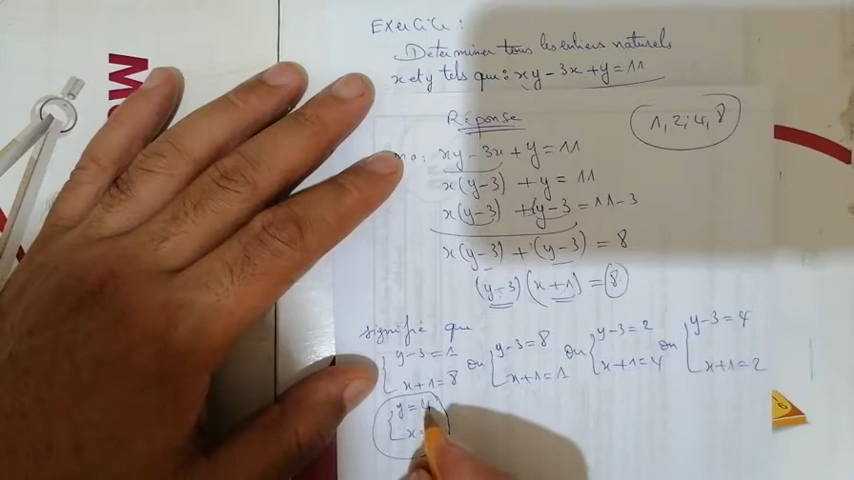 Exercice :
Déterminer tous les entiers naturels
x et y tels que : xy - 3x + y = 11
Réponse
1, 2, 4, 8
xy - 3x + y = 11
x(y-3) + y = 11
x(y-3) + y-3 = 11-3
x(y-3) + 1(y-3) = 8
(y-3)(x+1) = 8
signifie que
{ y-3=1 ou { y-3=8 ou { y-3=2 ou { y-3=4
x+1=8 x+1=1 x+1=4 x+1=2
{ y=4
x